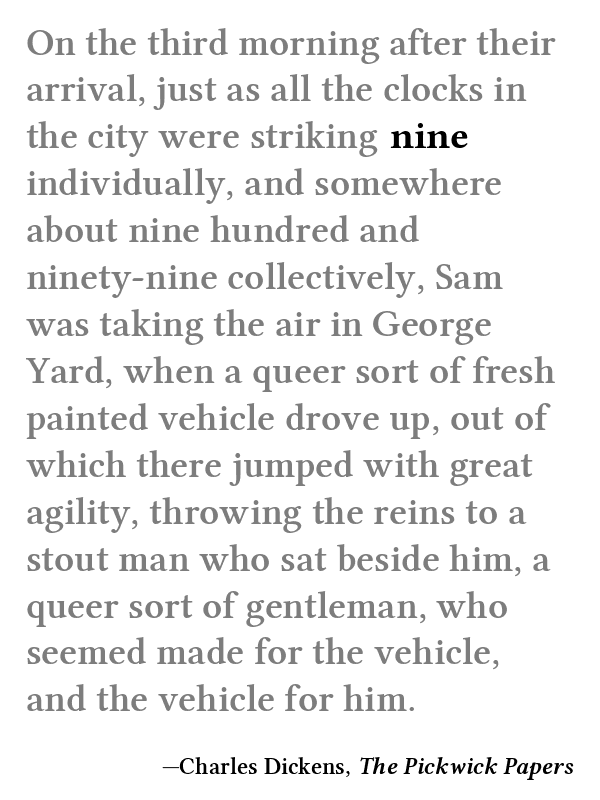 On the third morning after their
arrival, just as all the clocks in
the city were striking nine
individually, and somewhere
about nine hundred and
ninety-nine collectively, Sam
was taking the air in George
Yard, when a queer sort of fresh
painted vehicle drove up, out of
which there jumped with great
agility, throwing the reins to a
stout man who sat beside him, a
queer sort of gentleman, who
seemed made for the vehicle,
and the vehicle for him.
—Charles Dickens, The Pickwick Papers